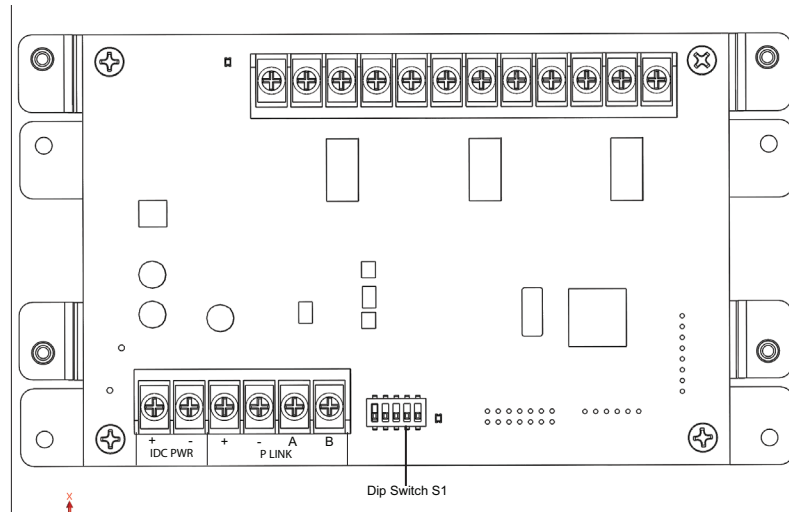 + - + - A B
IDC PWR P LINK
Dip Switch S1
X